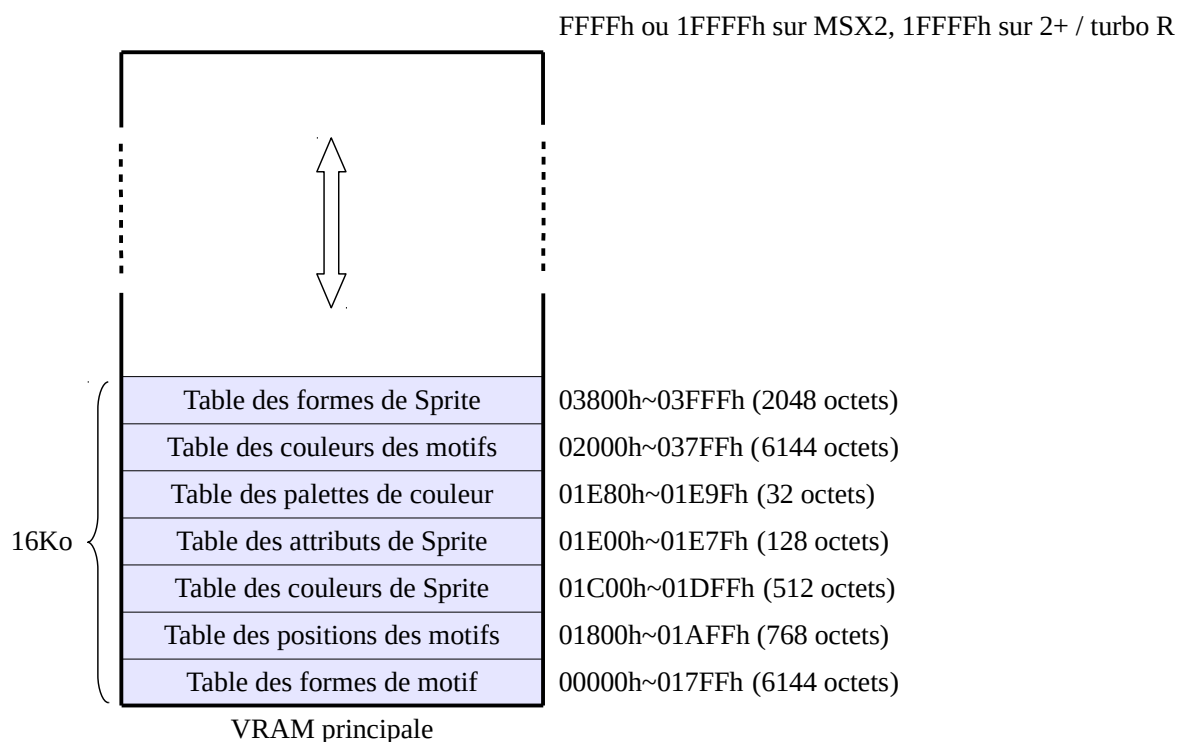 FFFFh ou 1FFFFh sur MSX2, 1FFFFh sur 2+ / turbo R
Table des formes de Sprite 03800h~03FFFh (2048 octets)
Table des couleurs des motifs 02000h~037FFh (6144 octets)
Table des palettes de couleur 01E80h~01E9Fh (32 octets)
16Ko Table des attributs de Sprite 01E00h~01E7Fh (128 octets)
Table des couleurs de Sprite 01C00h~01DFFh (512 octets)
Table des positions des motifs 01800h~01AFFh (768 octets)
Table des formes de motif 00000h~017FFh (6144 octets)
VRAM principale